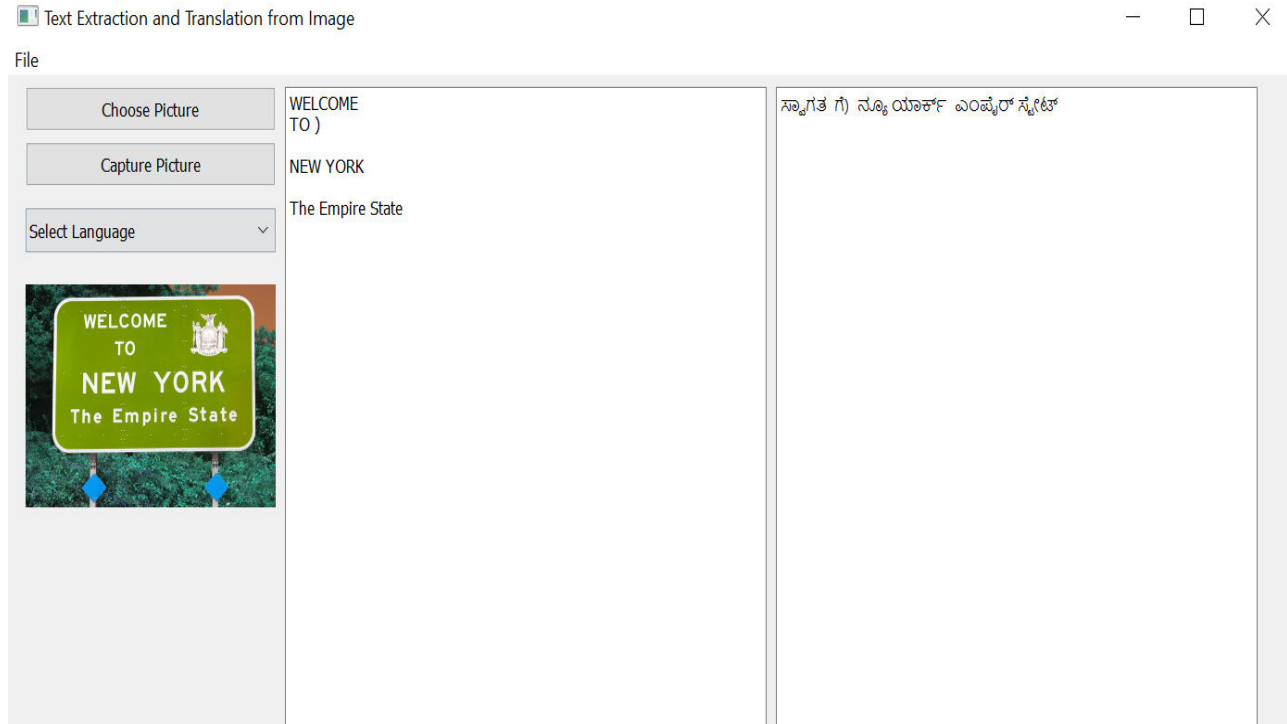 Text Extraction and Translation from Image
File
Choose Picture
Capture Picture
Select Language
WELCOME
TO
NEW YORK
The Empire State
WELCOME
TO )
NEW YORK
The Empire State
ಸ್ವಾಗತ ಗೆ) ನ್ಯೂ ಯಾರ್ಕ್ ಎಂಪೈರ್ ಸ್ಟೇಟ್